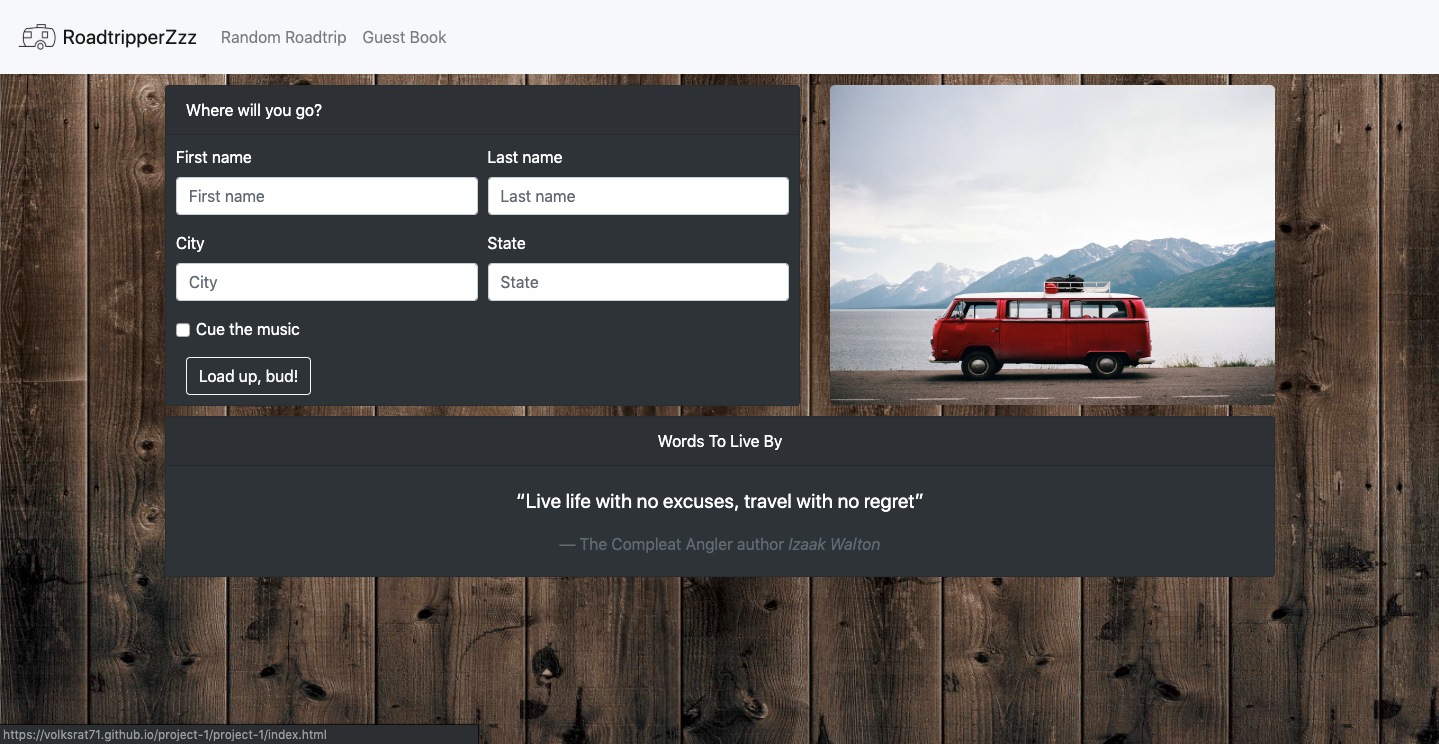 RoadtripperZzz Random Roadtrip Guest Book
Where will you go?
First name Last name
First name Last name
City State
City State
Cue the music
Load up, bud!
Words To Live By
“Live life with no excuses, travel with no regret”
— The Compleat Angler author Izaak Walton
https://volksrat71.github.io/project-1/project-1/index.html